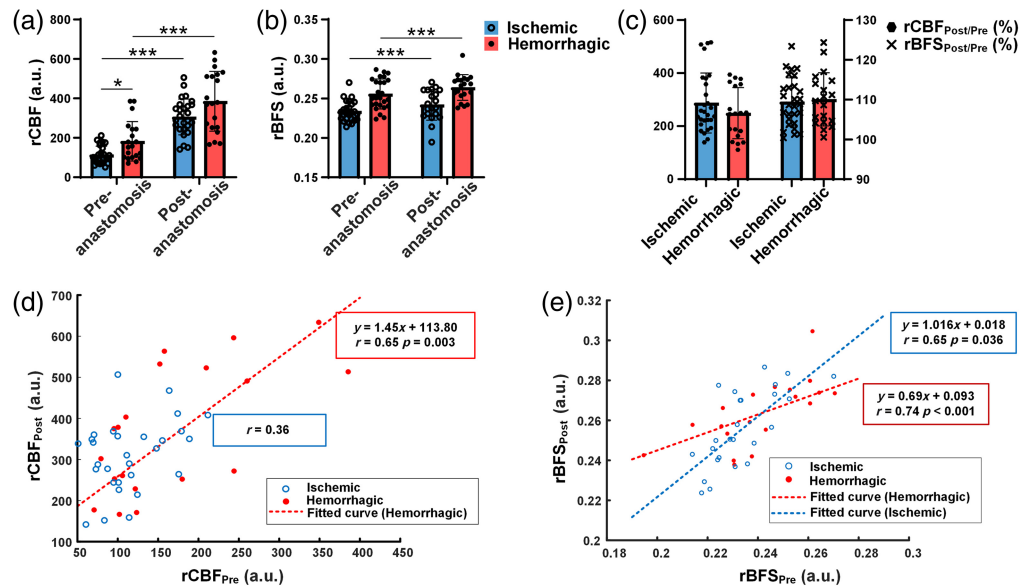 (a)
rCBF (a.u.)
800
600
400
200
0
***
***
*
Pre-
anastomosis
Post-
anastomosis
(b)
rBFS (a.u.)
0.35
0.30
0.25
0.20
0.15
***
***
Pre-
anastomosis
Post-
anastomosis
Ischemic
Hemorrhagic
(c)
600
400
200
0
130
120
110
100
90
rCBFPost/Pre (%)
rBFSPost/Pre (%)
Ischemic
Hemorrhagic
Ischemic
Hemorrhagic
(d)
rCBFPost (a.u.)
700
600
500
400
300
200
100
y = 1.45x + 113.80
r = 0.65 p = 0.003
r = 0.36
Ischemic
Hemorrhagic
Fitted curve (Hemorrhagic)
50 100 150 200 250 300 350 400 450
rCBFPre (a.u.)
(e)
rBFSPost (a.u.)
0.32
0.3
0.28
0.26
0.24
0.22
0.2
y = 1.016x + 0.018
r = 0.65 p = 0.036
y = 0.69x + 0.093
r = 0.74 p < 0.001
Ischemic
Hemorrhagic
Fitted curve (Hemorrhagic)
Fitted curve (Ischemic)
0.18 0.2 0.22 0.24 0.26 0.28 0.3
rBFSPre (a.u.)